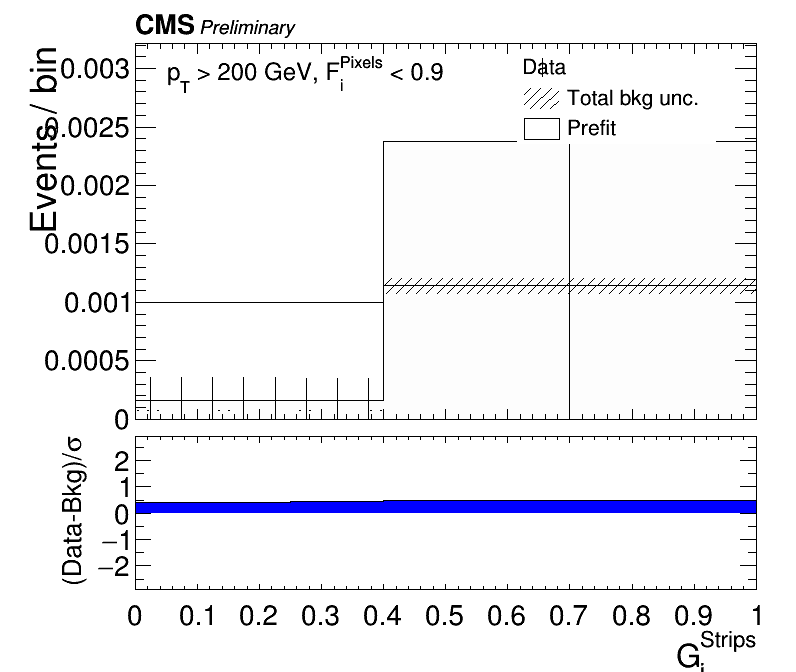 CMS Preliminary
Events / bin
0.003
0.0025
0.002
0.0015
0.001
0.0005
0
p_T > 200 GeV, F_i^Pixels < 0.9
Data
Total bkg unc.
Prefit
(Data-Bkg)/σ
2
1
0
−1
−2
0 0.1 0.2 0.3 0.4 0.5 0.6 0.7 0.8 0.9 1
G_i^Strips